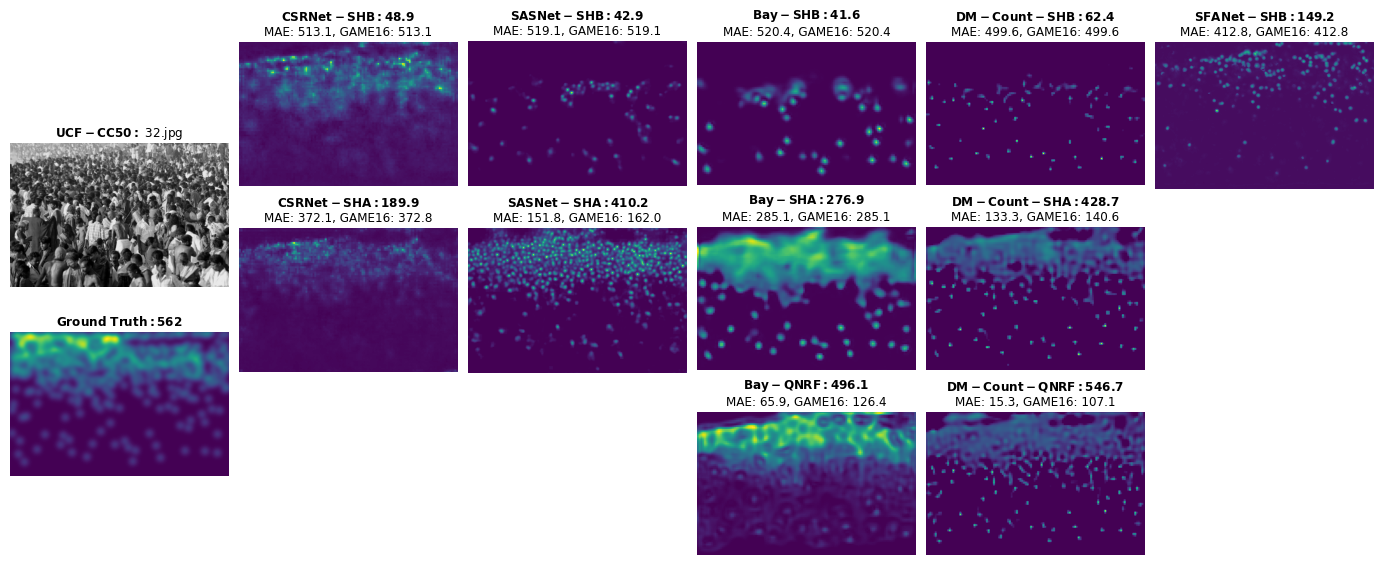 CSRNet−SHB: 48.9
MAE: 513.1, GAME16: 513.1
SASNet−SHB: 42.9
MAE: 519.1, GAME16: 519.1
Bay−SHB: 41.6
MAE: 520.4, GAME16: 520.4
DM−Count−SHB: 62.4
MAE: 499.6, GAME16: 499.6
SFANet−SHB: 149.2
MAE: 412.8, GAME16: 412.8
UCF−CC50: 32.jpg
CSRNet−SHA: 189.9
MAE: 372.1, GAME16: 372.8
SASNet−SHA: 410.2
MAE: 151.8, GAME16: 162.0
Bay−SHA: 276.9
MAE: 285.1, GAME16: 285.1
DM−Count−SHA: 428.7
MAE: 133.3, GAME16: 140.6
Ground Truth: 562
Bay−QNRF: 496.1
MAE: 65.9, GAME16: 126.4
DM−Count−QNRF: 546.7
MAE: 15.3, GAME16: 107.1